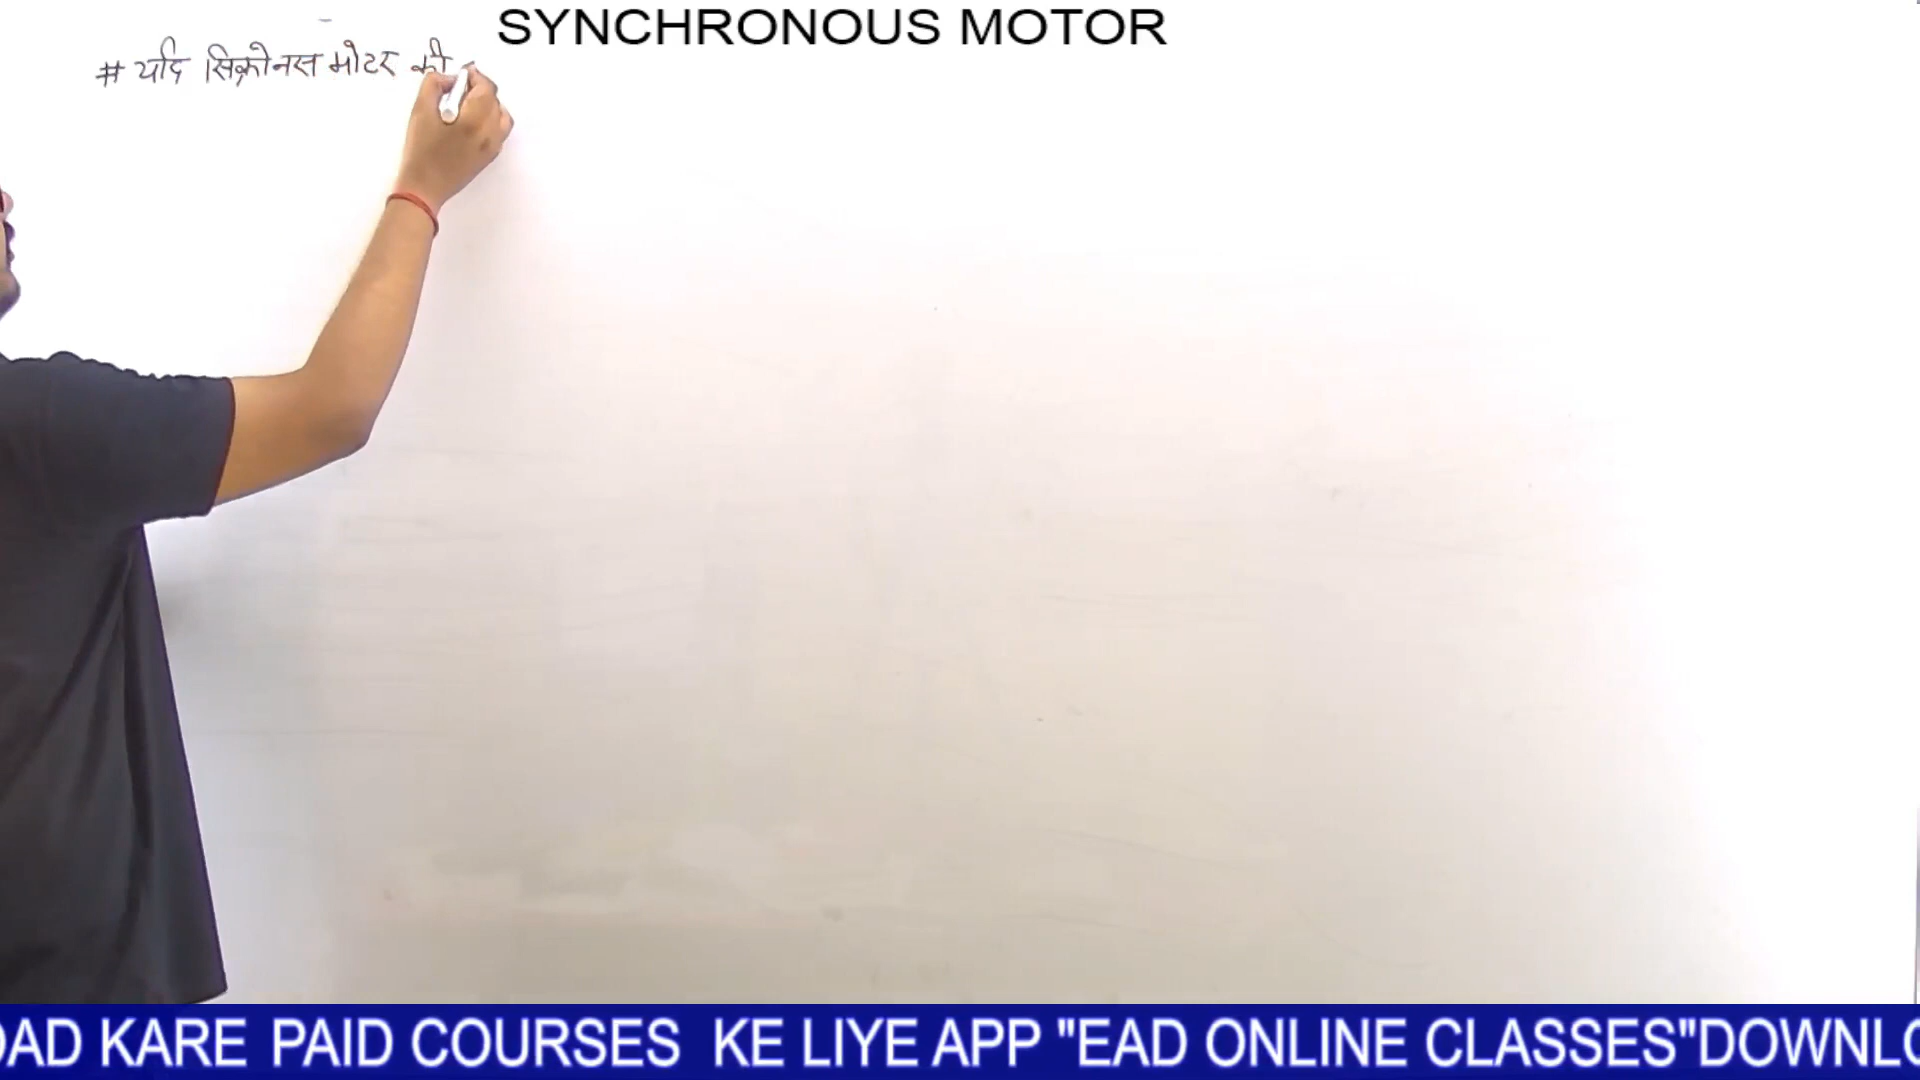 SYNCHRONOUS MOTOR
# यदि सिंक्रोनस मोटर की
OAD KARE PAID COURSES KE LIYE APP "EAD ONLINE CLASSES"DOWNLO